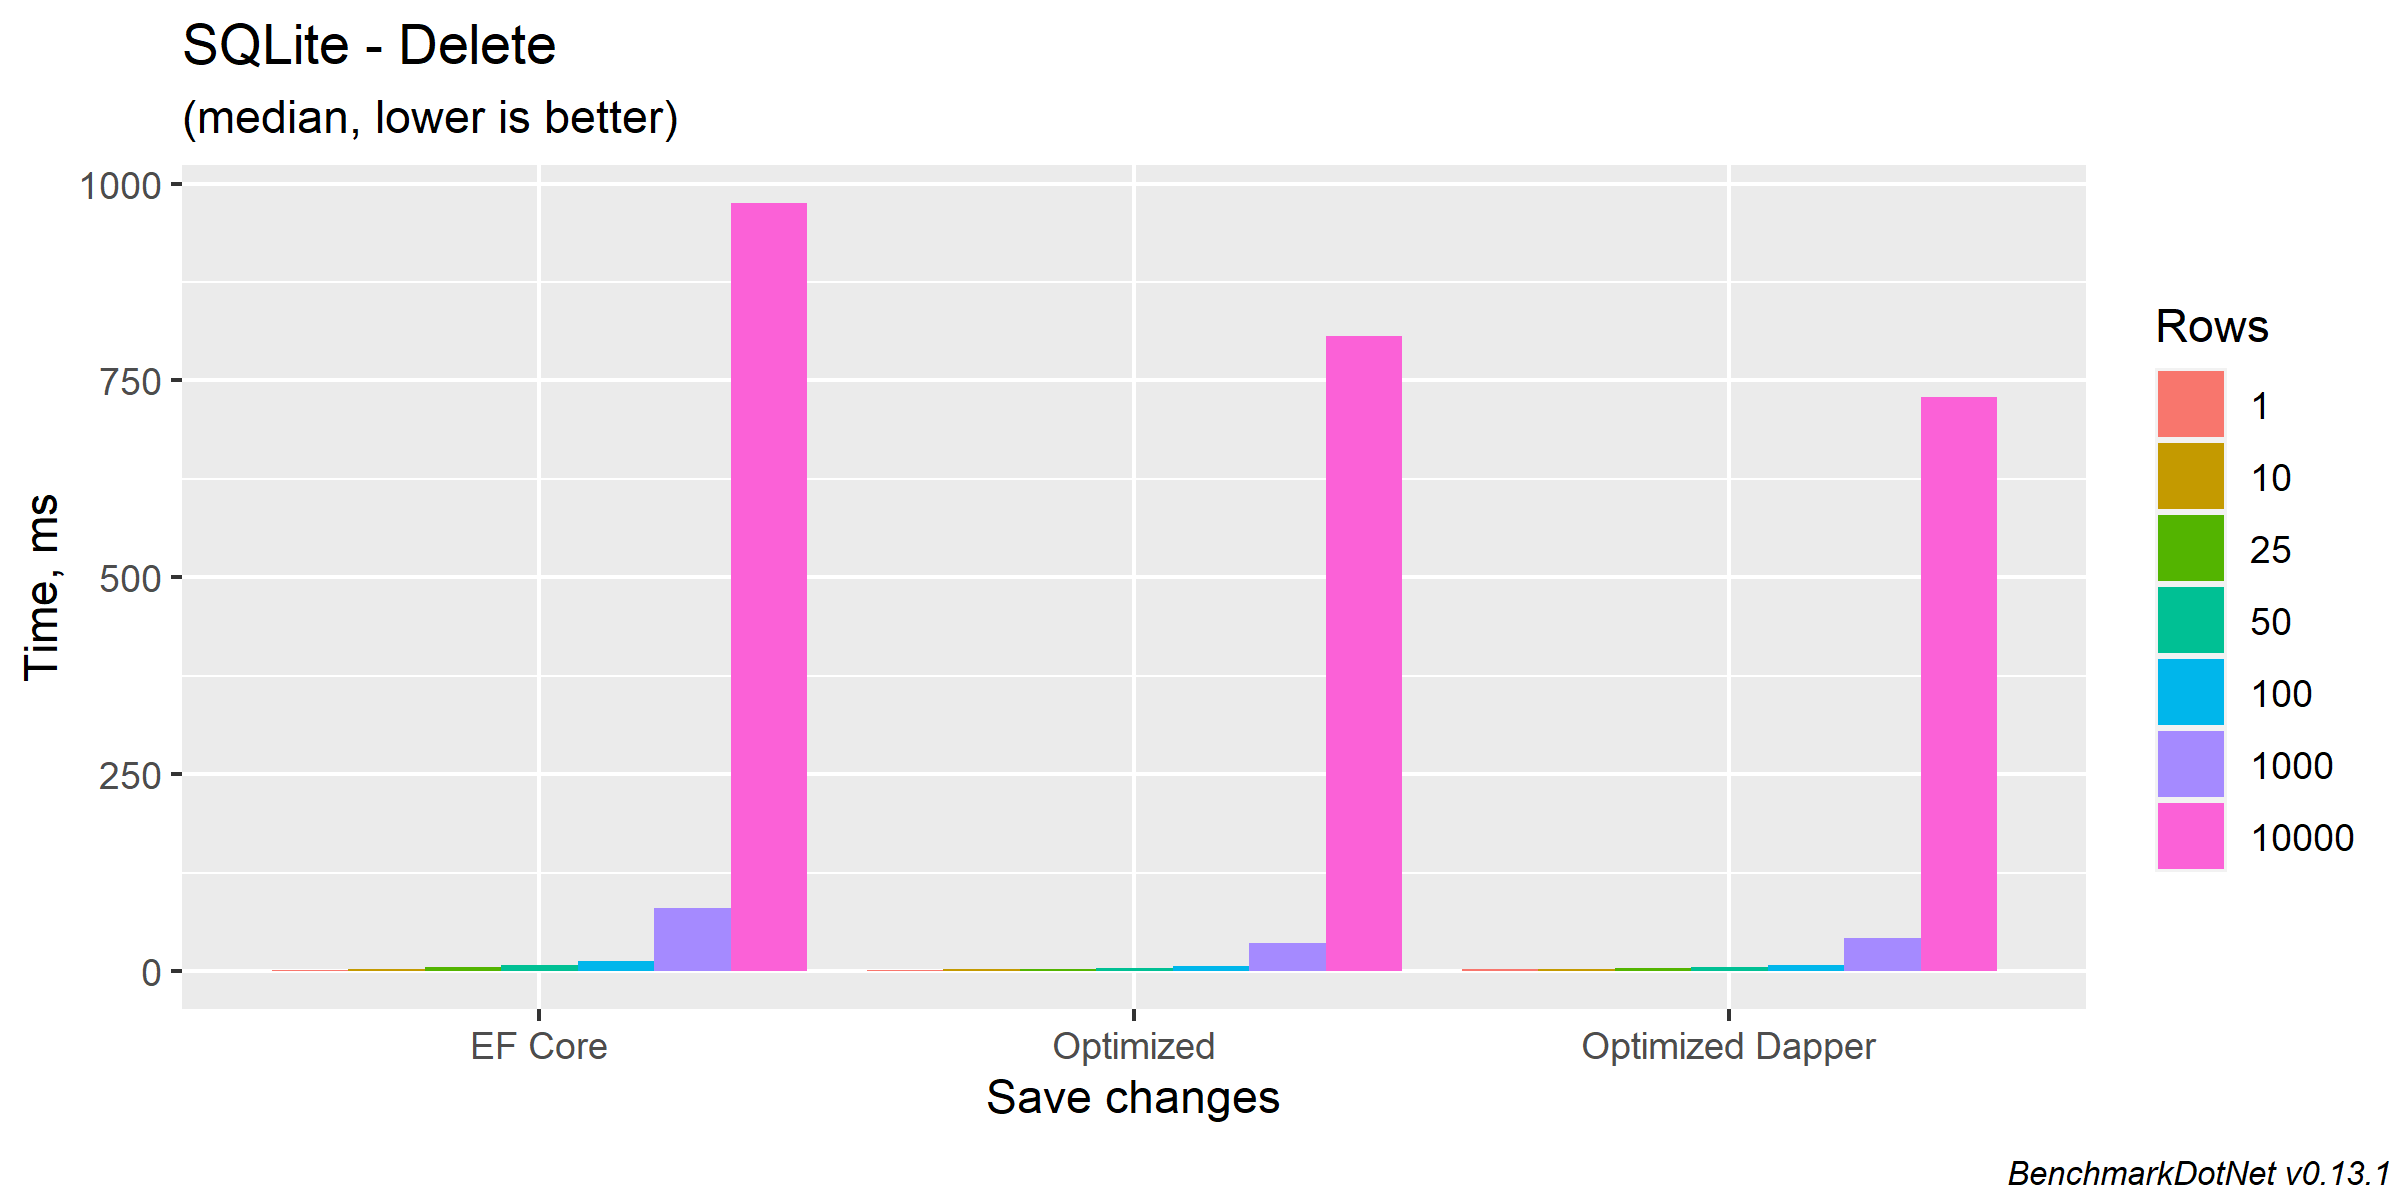 SQLite - Delete
(median, lower is better)
1000
750
500
250
0
Time, ms
EF Core
Optimized
Optimized Dapper
Save changes
Rows
1
10
25
50
100
1000
10000
BenchmarkDotNet v0.13.1